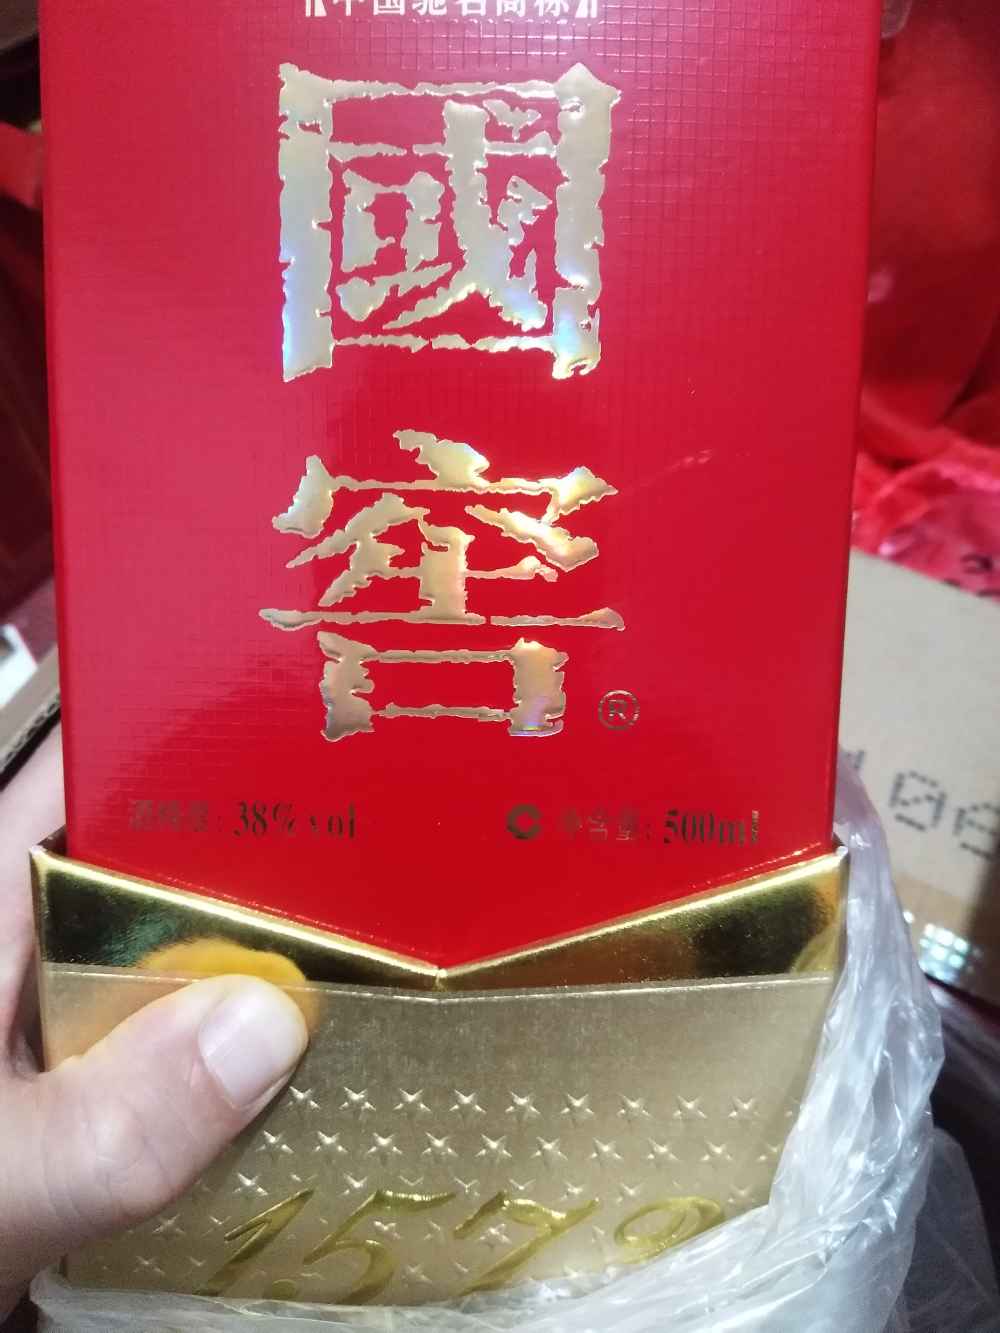 【中国驰名商标】
國
窖
®
酒精度: 38% vol
净含量: 500ml
1573